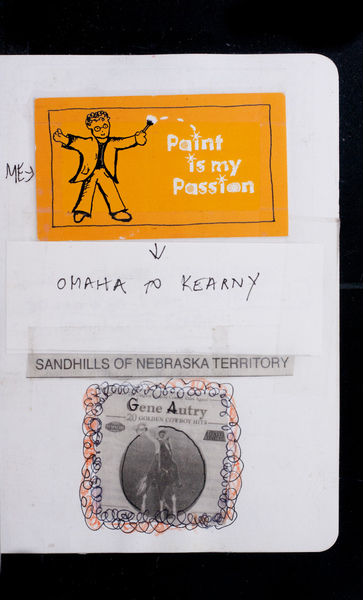 ME→
Paint
is my
Passion
↓
OMAHA TO KEARNY
SANDHILLS OF NEBRASKA TERRITORY
Gene Autry
20 GOLDEN COWBOY HITS